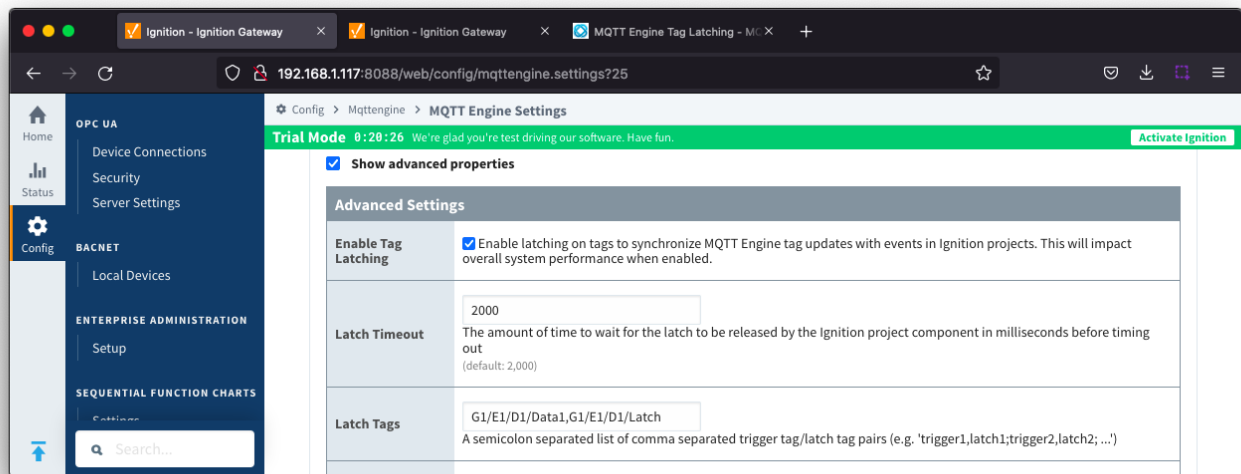 Ignition - Ignition Gateway
Ignition - Ignition Gateway
MQTT Engine Tag Latching - MC
192.168.1.117:8088/web/config/mqttengine.settings?25
Home
Status
Config
OPC UA
Device Connections
Security
Server Settings
BACNET
Local Devices
ENTERPRISE ADMINISTRATION
Setup
SEQUENTIAL FUNCTION CHARTS
Settings
Search...
Config > Mqttengine > MQTT Engine Settings
Trial Mode 0:20:26 We're glad you're test driving our software. Have fun. Activate Ignition
Show advanced properties
Advanced Settings
Enable Tag
Latching
Enable latching on tags to synchronize MQTT Engine tag updates with events in Ignition projects. This will impact
overall system performance when enabled.
Latch Timeout
2000
The amount of time to wait for the latch to be released by the Ignition project component in milliseconds before timing
out
(default: 2,000)
Latch Tags
G1/E1/D1/Data1,G1/E1/D1/Latch
A semicolon separated list of comma separated trigger tag/latch tag pairs (e.g. 'trigger1,latch1;trigger2,latch2; ...')